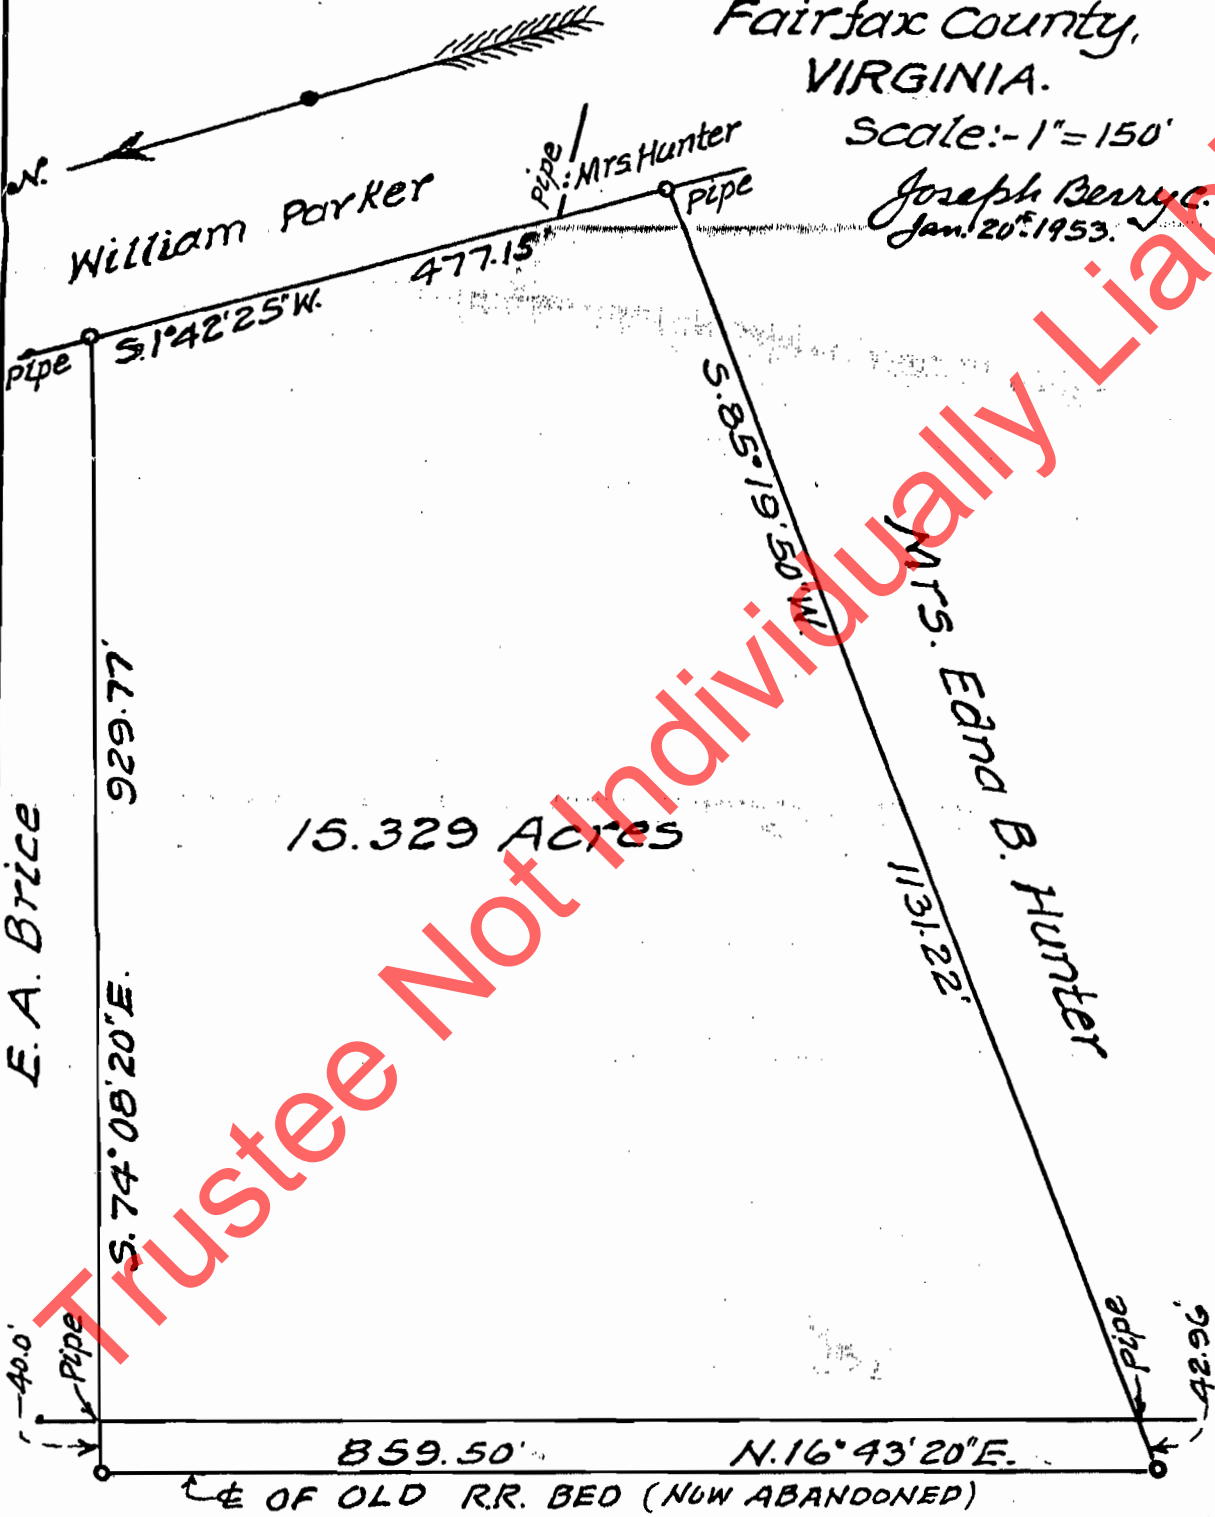 Fairfax County,
VIRGINIA.
Scale:- 1"= 150'
Joseph Berry
Jan. 20th 1953.
N.
William Parker
Pipe
Mrs Hunter
Pipe
477.15'
S.1°42'25"W.
Pipe
S.85°19'50"W.
Mrs. Edna B. Hunter
1131.22'
929.77'
S.74°08'20"E.
E. A. Brice
15.329 Acres
Trustee Not Individually Liab
40.0'
Pipe
Pipe
42.96'
859.50' N.16°43'20"E.
℄ OF OLD R.R. BED (NOW ABANDONED)